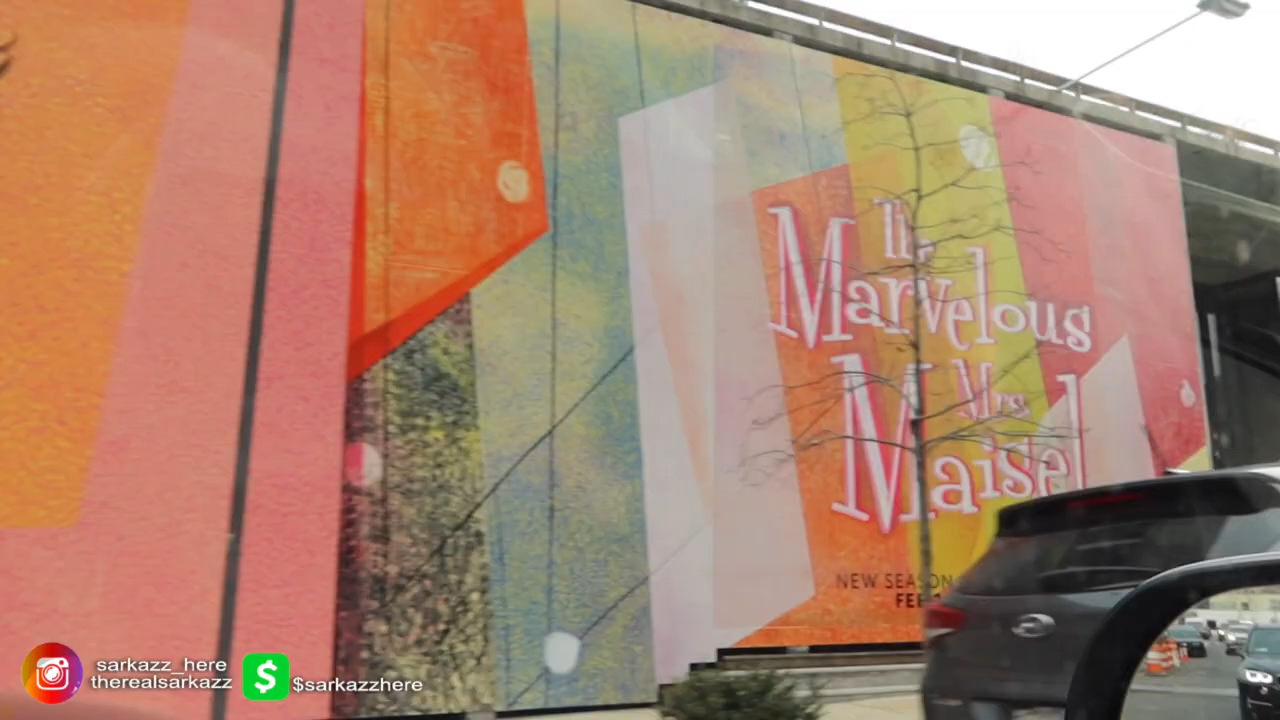 The
Marvelous
Mrs
Maisel
NEW SEASON
sarkazz_here
therealsarkazz
$sarkazzhere